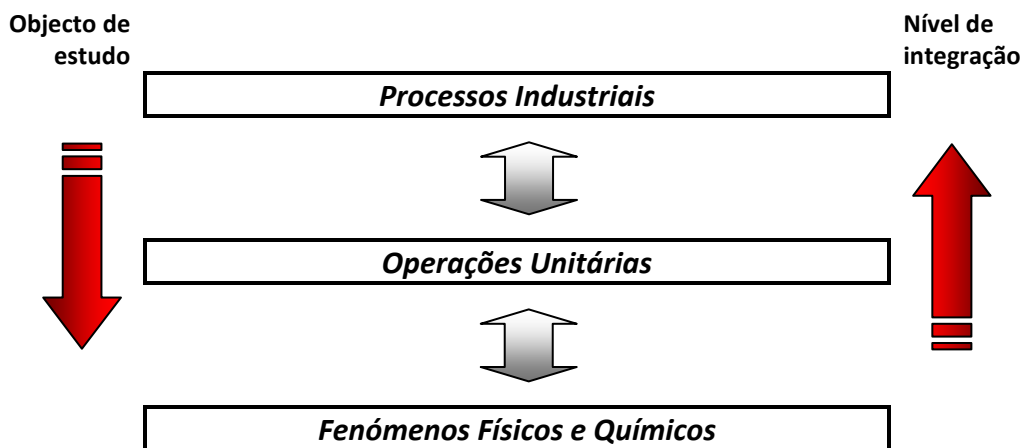 Objecto de
estudo
Nível de
integração
Processos Industriais
Operações Unitárias
Fenómenos Físicos e Químicos